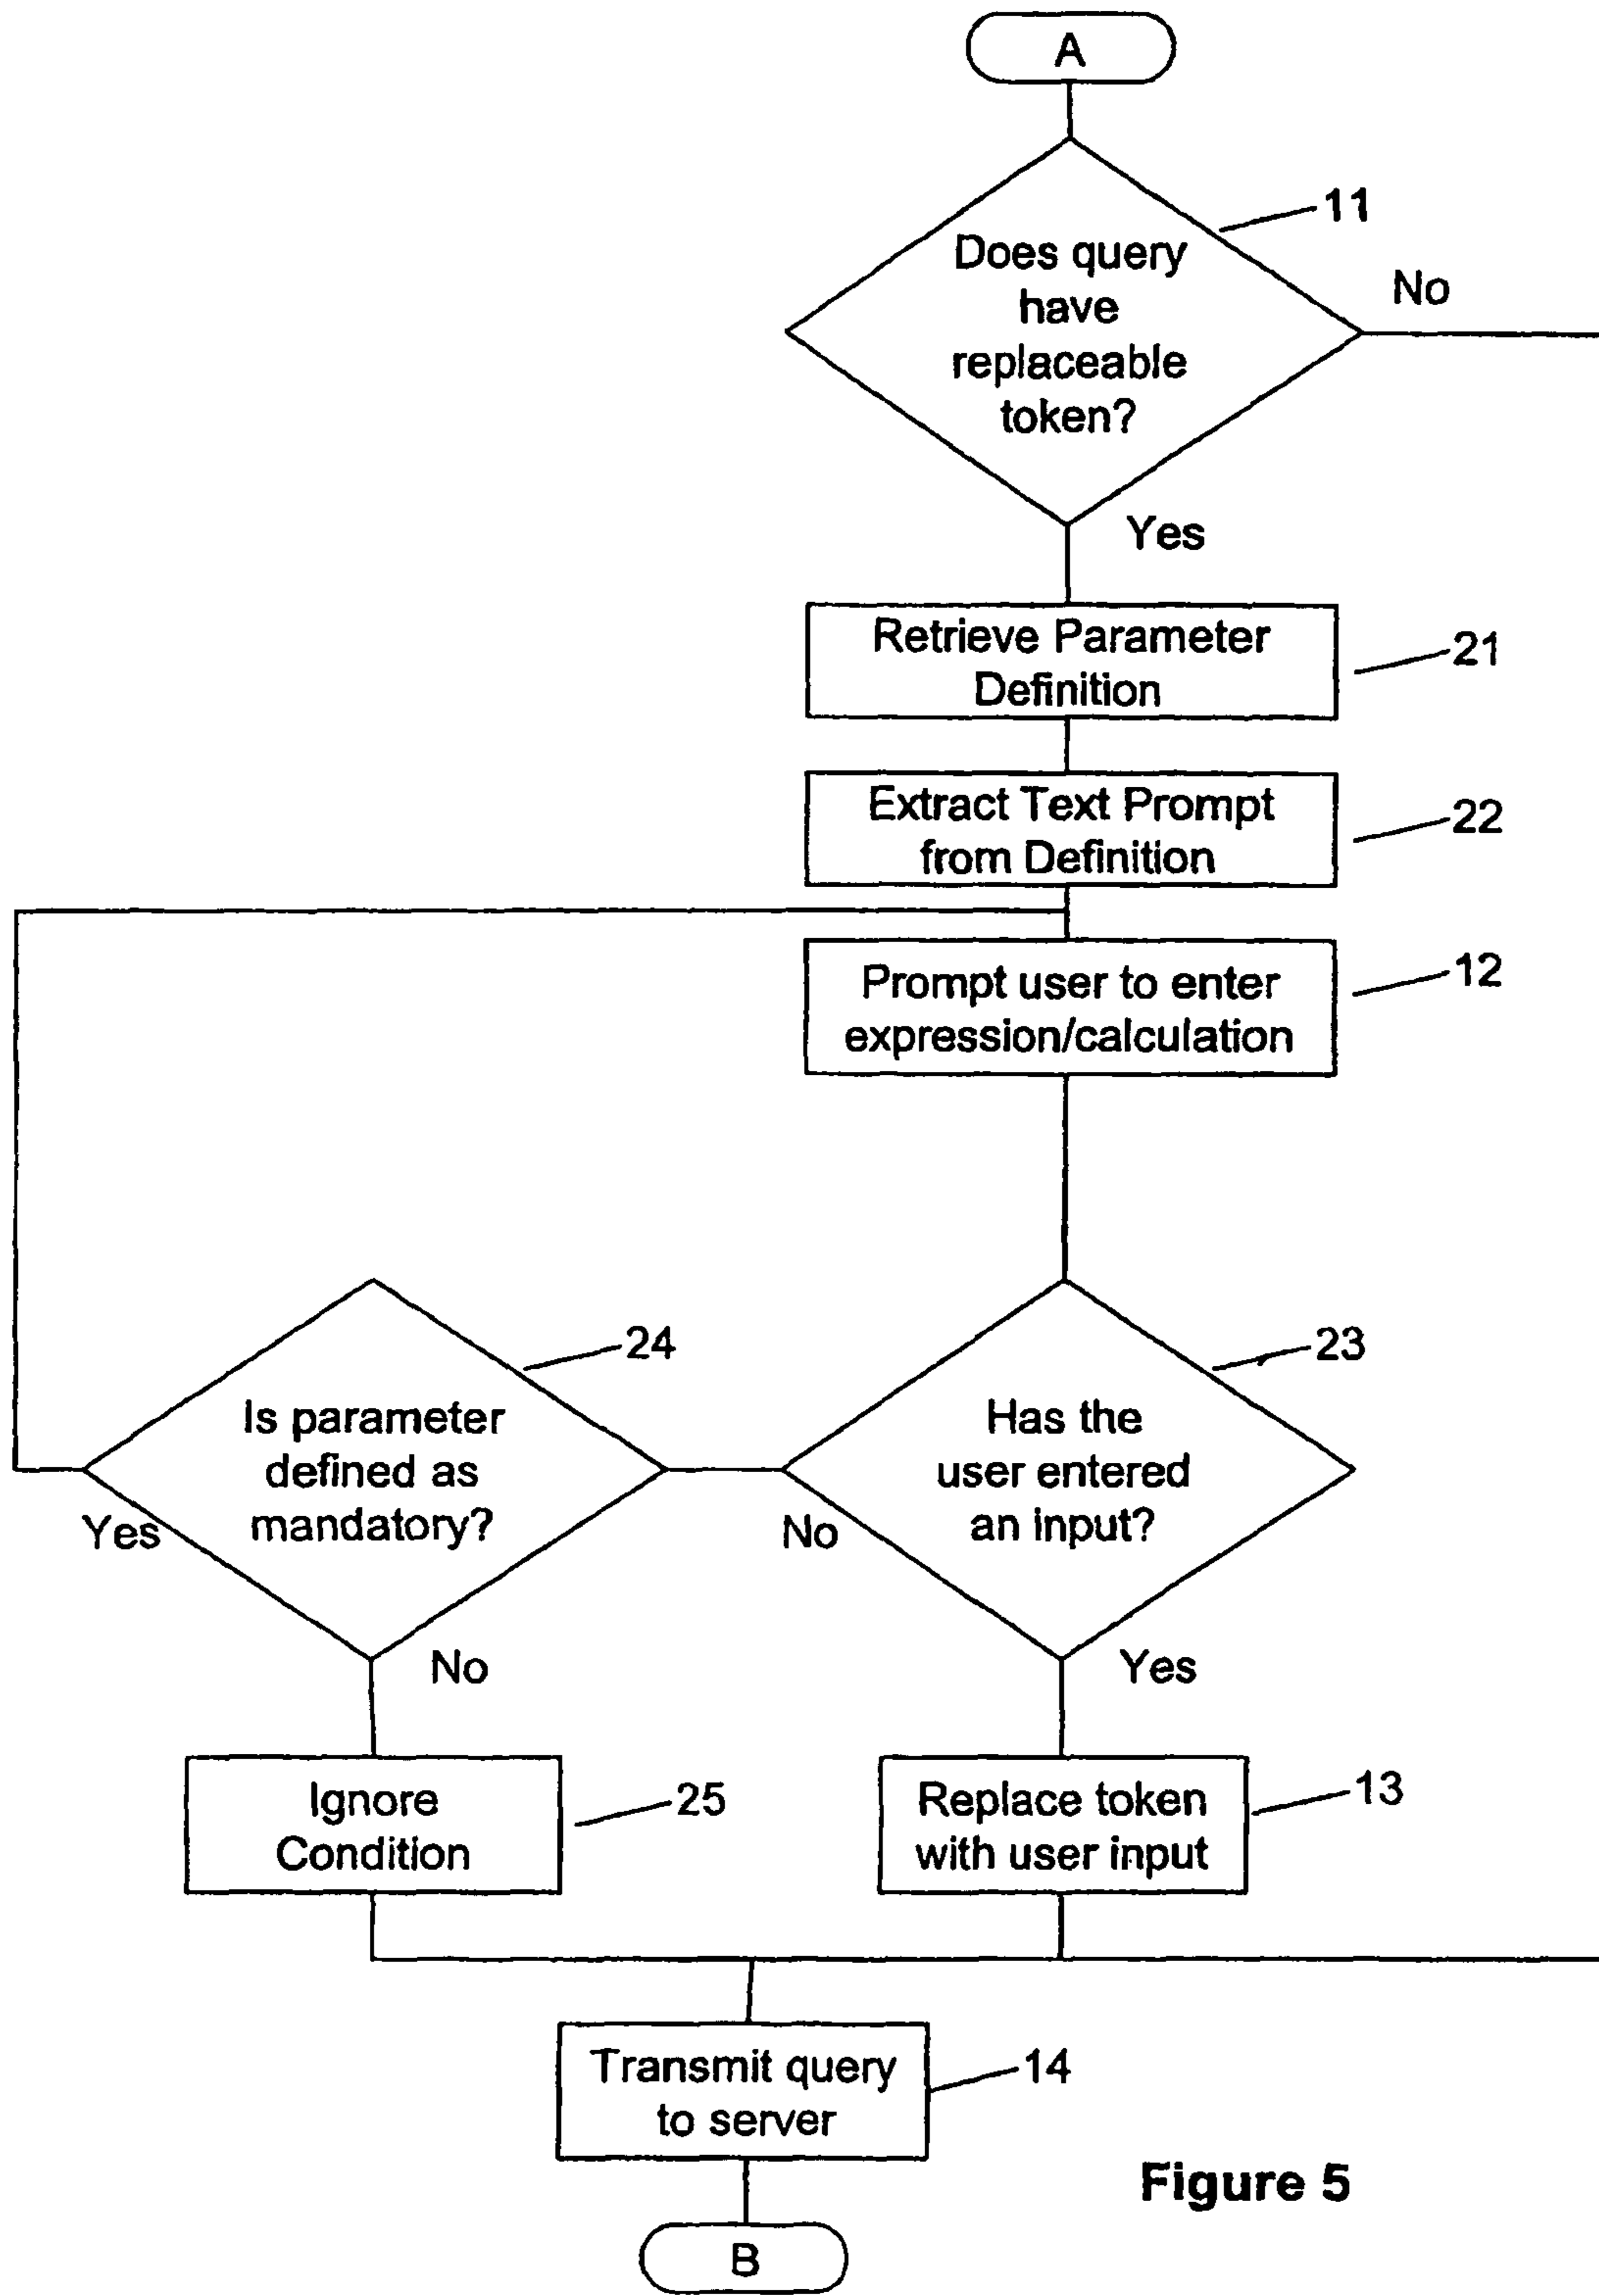 A
11
Does query
have
replaceable
token?
No
Yes
Retrieve Parameter
Definition
21
Extract Text Prompt
from Definition
22
Prompt user to enter
expression/calculation
12
24
Is parameter
defined as
mandatory?
Yes
No
23
Has the
user entered
an input?
No
Yes
Ignore
Condition
25
Replace token
with user input
13
Transmit query
to server
14
Figure 5
B